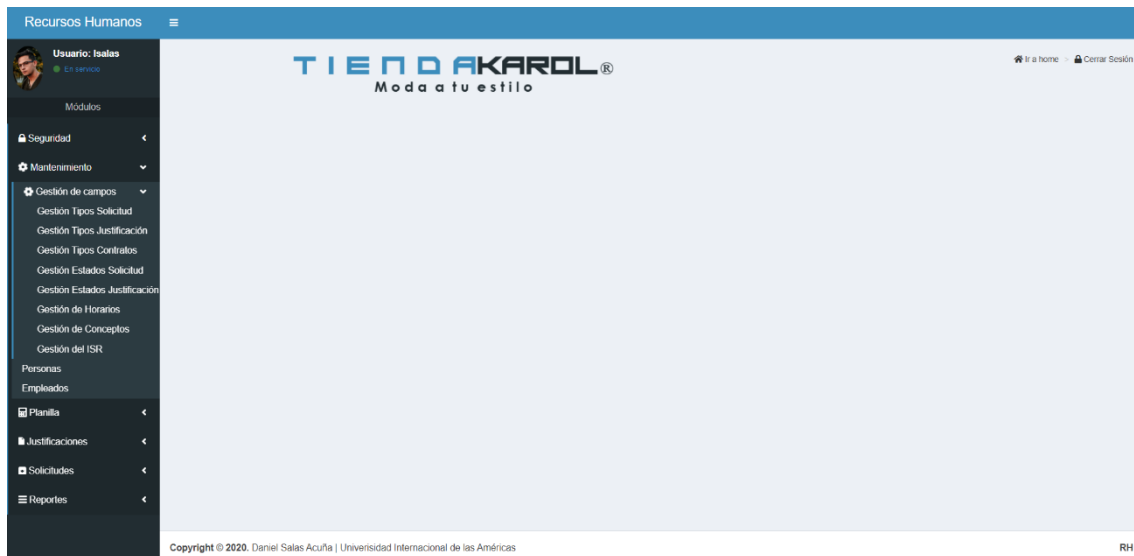 Recursos Humanos
Usuario: Isalas
En servicio
TIENDAKAROL®
Moda a tu estilo
Ir a home > Cerrar Sesión
Módulos
Seguridad
Mantenimiento
Gestión de campos
Gestión Tipos Solicitud
Gestión Tipos Justificación
Gestión Tipos Contratos
Gestión Estados Solicitud
Gestión Estados Justificación
Gestión de Horarios
Gestión de Conceptos
Gestión del ISR
Personas
Empleados
Planilla
Justificaciones
Solicitudes
Reportes
Copyright © 2020. Daniel Salas Acuña | Univerisidad Internacional de las Américas
RH